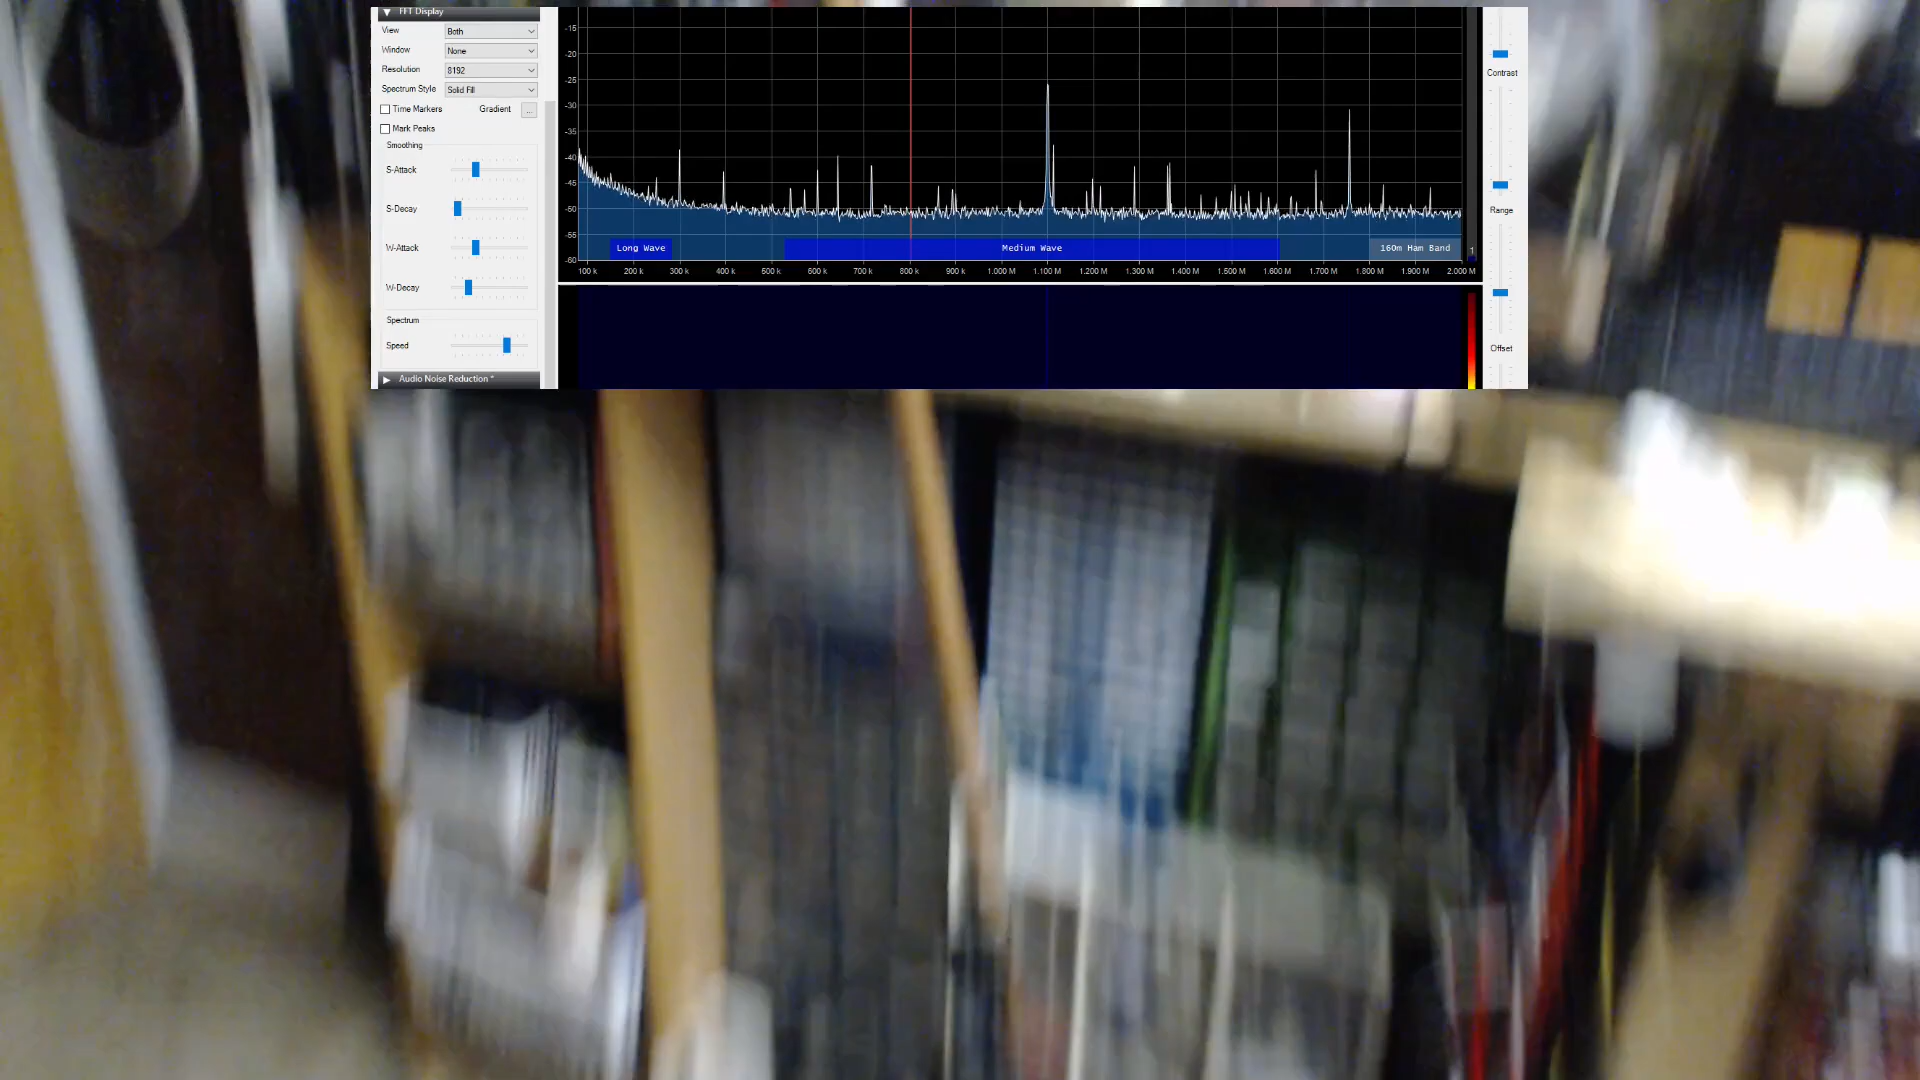 FFT Display
View Both
Window None
Resolution 8192
Spectrum Style Solid Fill
Time Markers Gradient ...
Mark Peaks
Smoothing
S-Attack
S-Decay
W-Attack
W-Decay
Spectrum
Speed
Audio Noise Reduction *
-15
-20
-25
-30
-35
-40
-45
-50
-55
-60
Long Wave Medium Wave 160m Ham Band
100 k 200 k 300 k 400 k 500 k 600 k 700 k 800 k 900 k 1.000 M 1.100 M 1.200 M 1.300 M 1.400 M 1.500 M 1.600 M 1.700 M 1.800 M 1.900 M 2.000 M
1
Contrast
Range
Offset